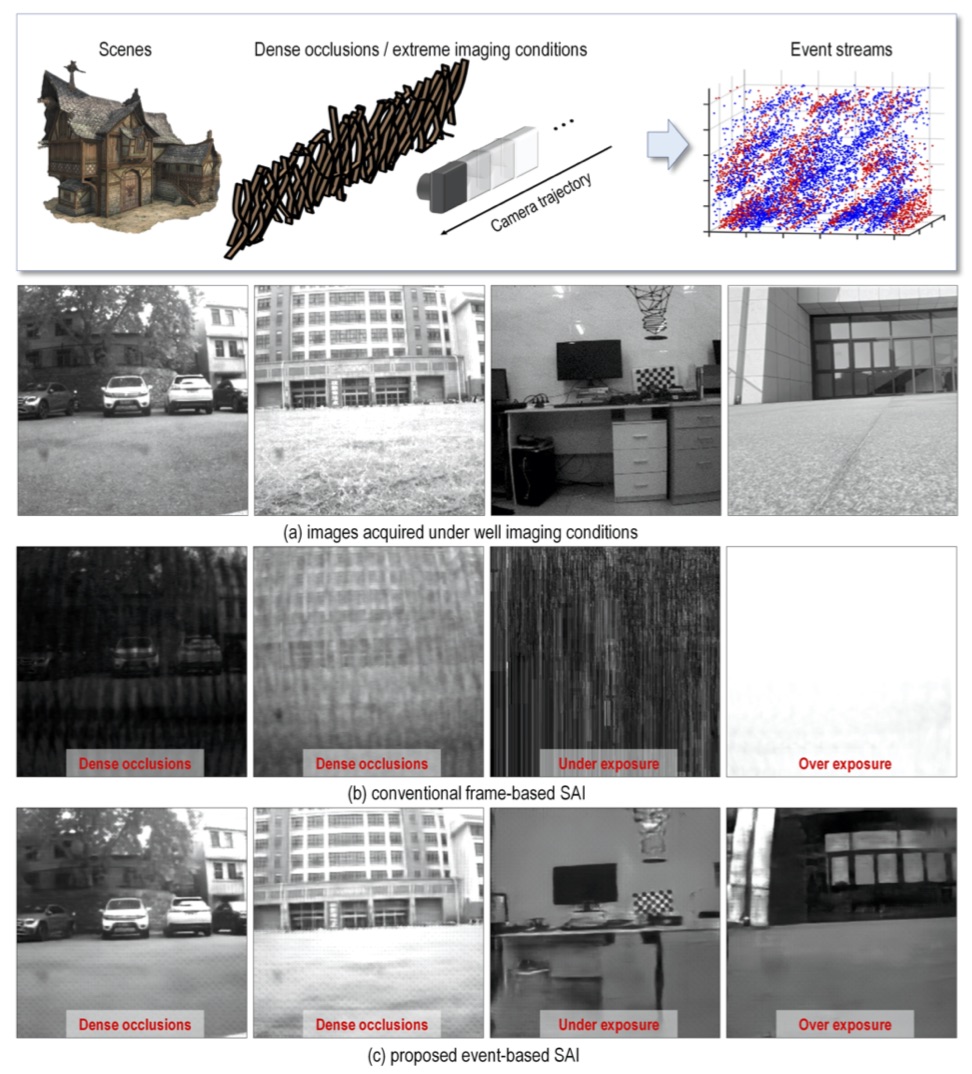 Scenes
Dense occlusions / extreme imaging conditions
Event streams
Camera trajectory
(a) images acquired under well imaging conditions
Dense occlusions
Dense occlusions
Under exposure
Over exposure
(b) conventional frame-based SAI
Dense occlusions
Dense occlusions
Under exposure
Over exposure
(c) proposed event-based SAI